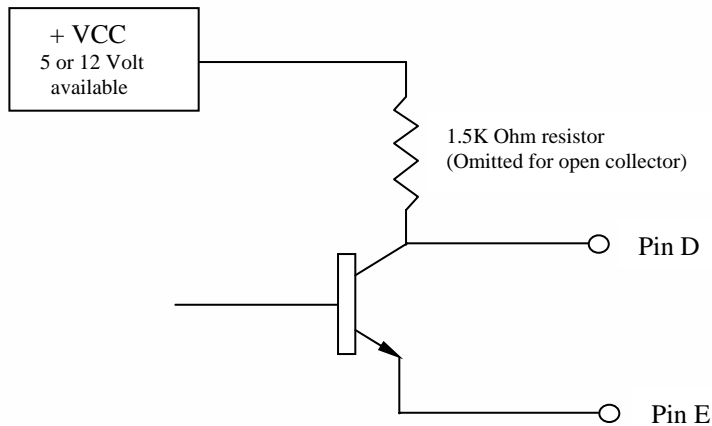 + VCC
5 or 12 Volt
available
1.5K Ohm resistor
(Omitted for open collector)
Pin D
Pin E